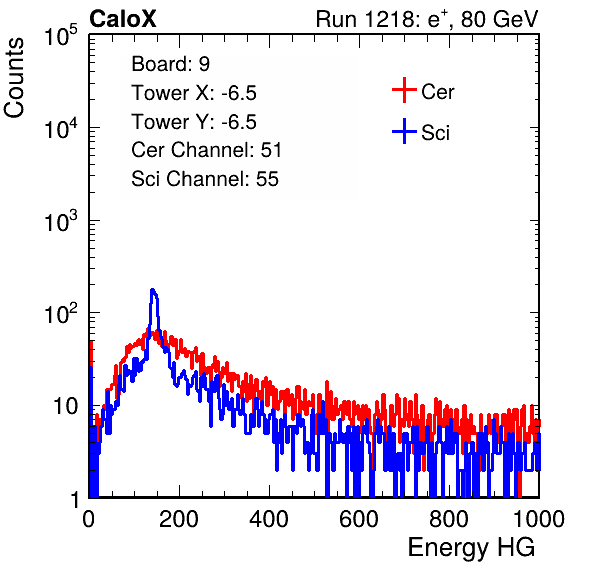 CaloX Run 1218: e⁺, 80 GeV
Counts
10⁵
10⁴
10³
10²
10
1
Board: 9
Tower X: -6.5
Tower Y: -6.5
Cer Channel: 51
Sci Channel: 55
Cer
Sci
0 200 400 600 800 1000
Energy HG